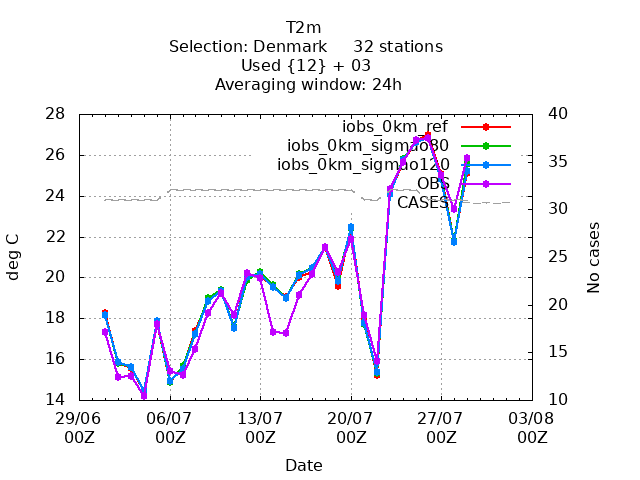 T2m
Selection: Denmark     32 stations
Used {12} + 03
Averaging window: 24h
28
26
24
22
20
18
16
14
deg C
40
35
30
25
20
15
10
No cases
iobs_0km_ref
iobs_0km_sigmao80
iobs_0km_sigmao120
OBS
CASES
29/06 06/07 13/07 20/07 27/07 03/08
00Z 00Z 00Z 00Z 00Z 00Z
Date